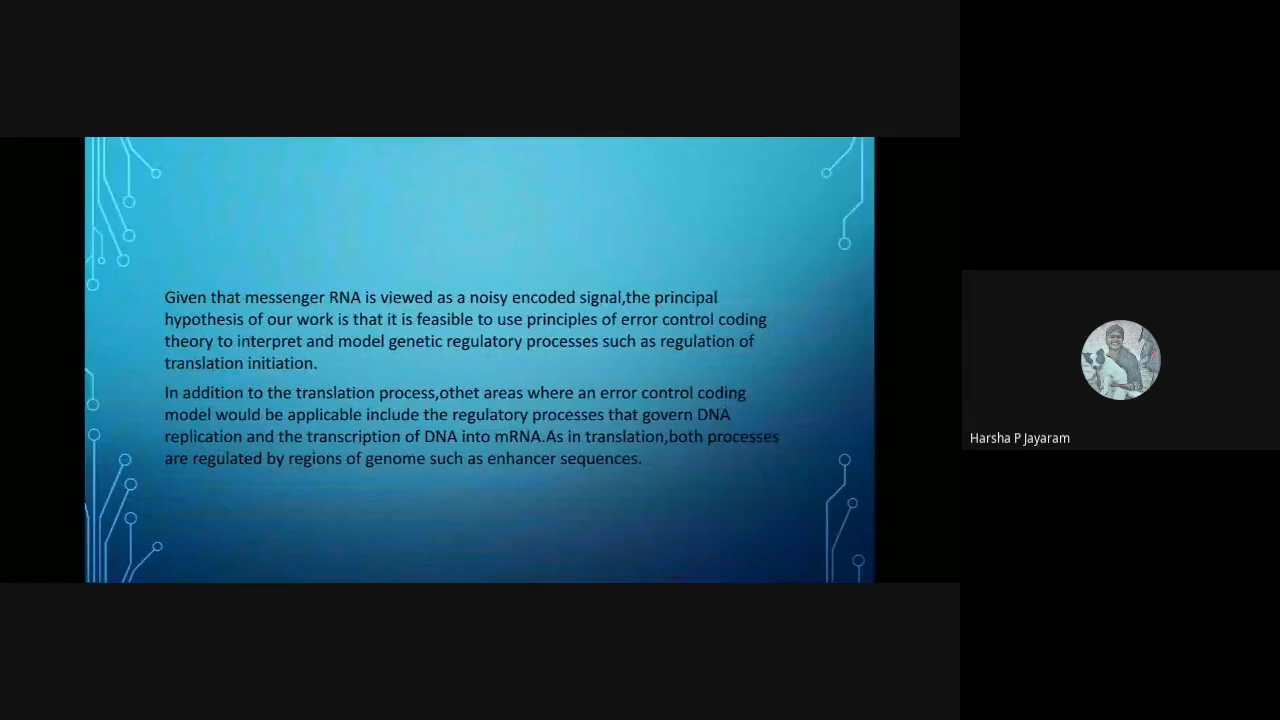 Given that messenger RNA is viewed as a noisy encoded signal,the principal
hypothesis of our work is that it is feasible to use principles of error control coding
theory to interpret and model genetic regulatory processes such as regulation of
translation initiation.
In addition to the translation process,othet areas where an error control coding
model would be applicable include the regulatory processes that govern DNA
replication and the transcription of DNA into mRNA.As in translation,both processes
are regulated by regions of genome such as enhancer sequences.
Harsha P Jayaram